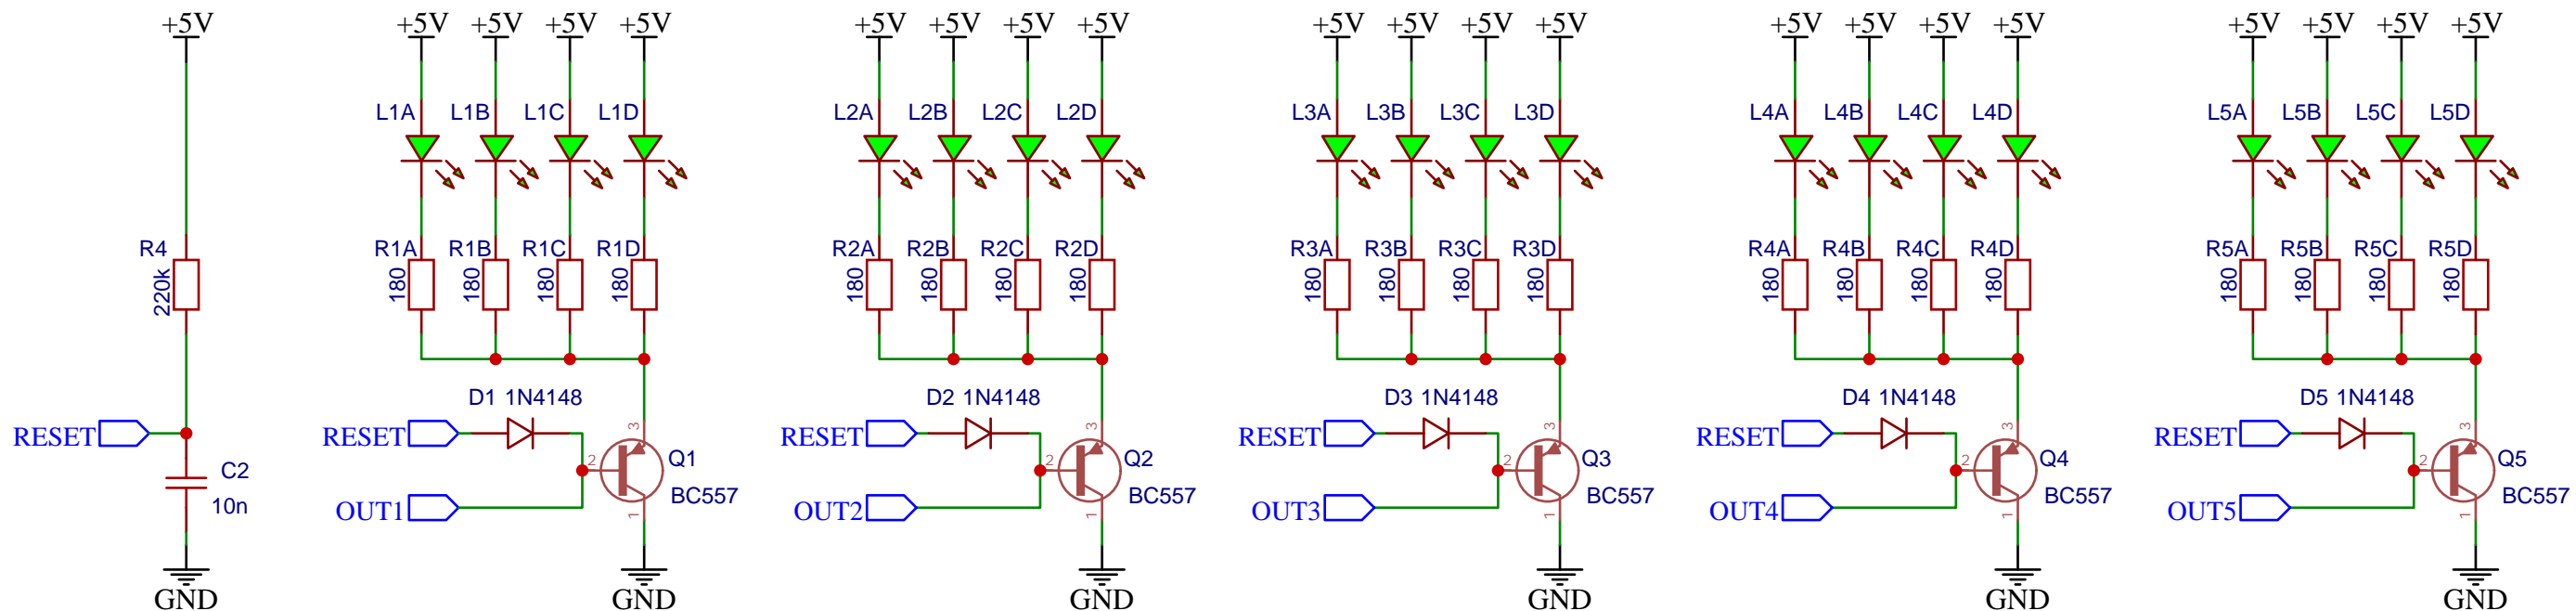 +5V +5V +5V +5V +5V +5V +5V +5V +5V +5V +5V +5V +5V +5V +5V +5V +5V +5V +5V +5V +5V
L1A L1B L1C L1D L2A L2B L2C L2D L3A L3B L3C L3D L4A L4B L4C L4D L5A L5B L5C L5D
R4 R1A R1B R1C R1D R2A R2B R2C R2D R3A R3B R3C R3D R4A R4B R4C R4D R5A R5B R5C R5D
220k 180 180 180 180 180 180 180 180 180 180 180 180 180 180 180 180 180 180 180 180
D1 1N4148 D2 1N4148 D3 1N4148 D4 1N4148 D5 1N4148
RESET RESET 3 RESET 3 RESET 3 RESET 3 RESET 3
C2 2 Q1 2 Q2 2 Q3 2 Q4 2 Q5
10n BC557 BC557 BC557 BC557 BC557
OUT1 1 OUT2 1 OUT3 1 OUT4 1 OUT5 1
GND GND GND GND GND GND